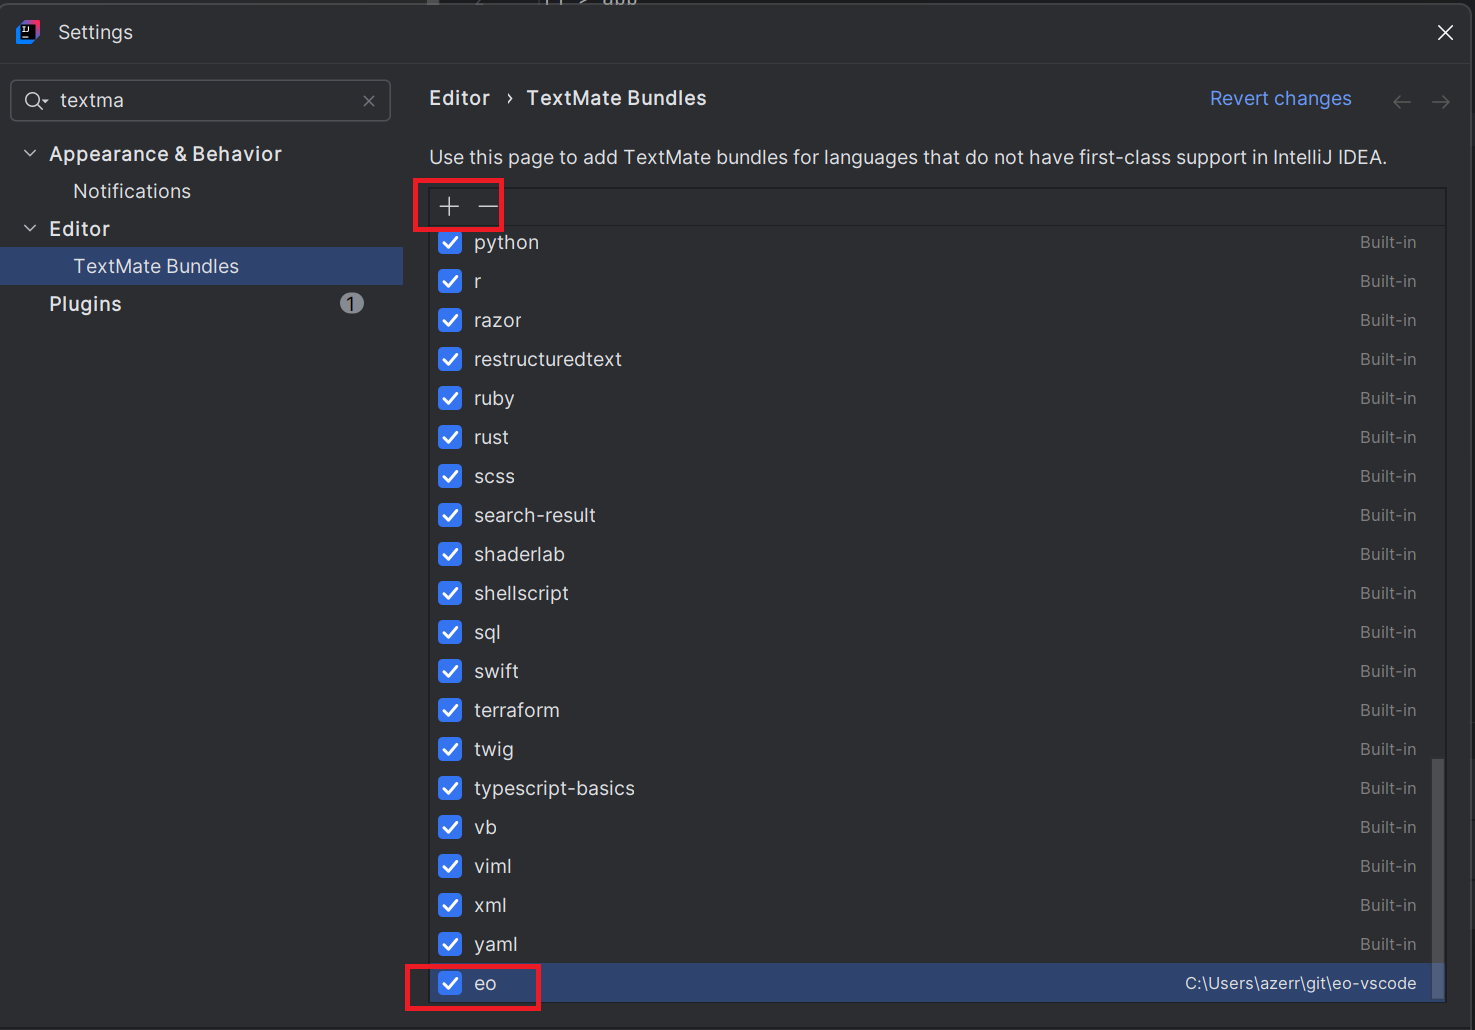 Settings
textma
Appearance & Behavior
Notifications
Editor
TextMate Bundles
Plugins 1
Editor › TextMate Bundles
Revert changes
Use this page to add TextMate bundles for languages that do not have first-class support in IntelliJ IDEA.
python Built-in
r Built-in
razor Built-in
restructuredtext Built-in
ruby Built-in
rust Built-in
scss Built-in
search-result Built-in
shaderlab Built-in
shellscript Built-in
sql Built-in
swift Built-in
terraform Built-in
twig Built-in
typescript-basics Built-in
vb Built-in
viml Built-in
xml Built-in
yaml Built-in
eo C:\Users\azerr\git\eo-vscode